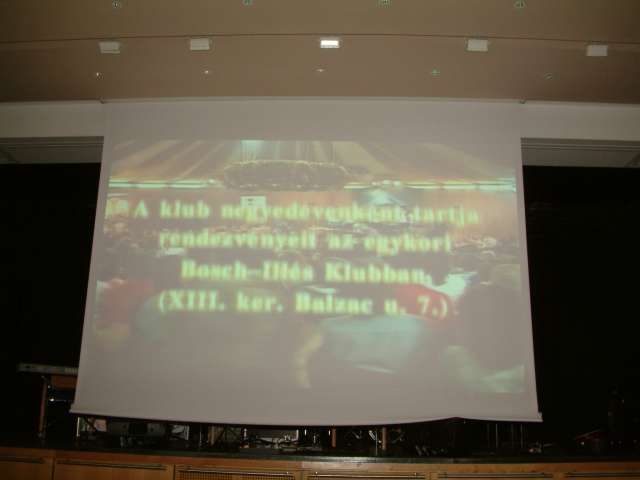 A klub negyedévenként tartja
rendezvényeit az egykori
Bosch-Illés Klubban.
(XIII. ker. Balzac u. 7.)